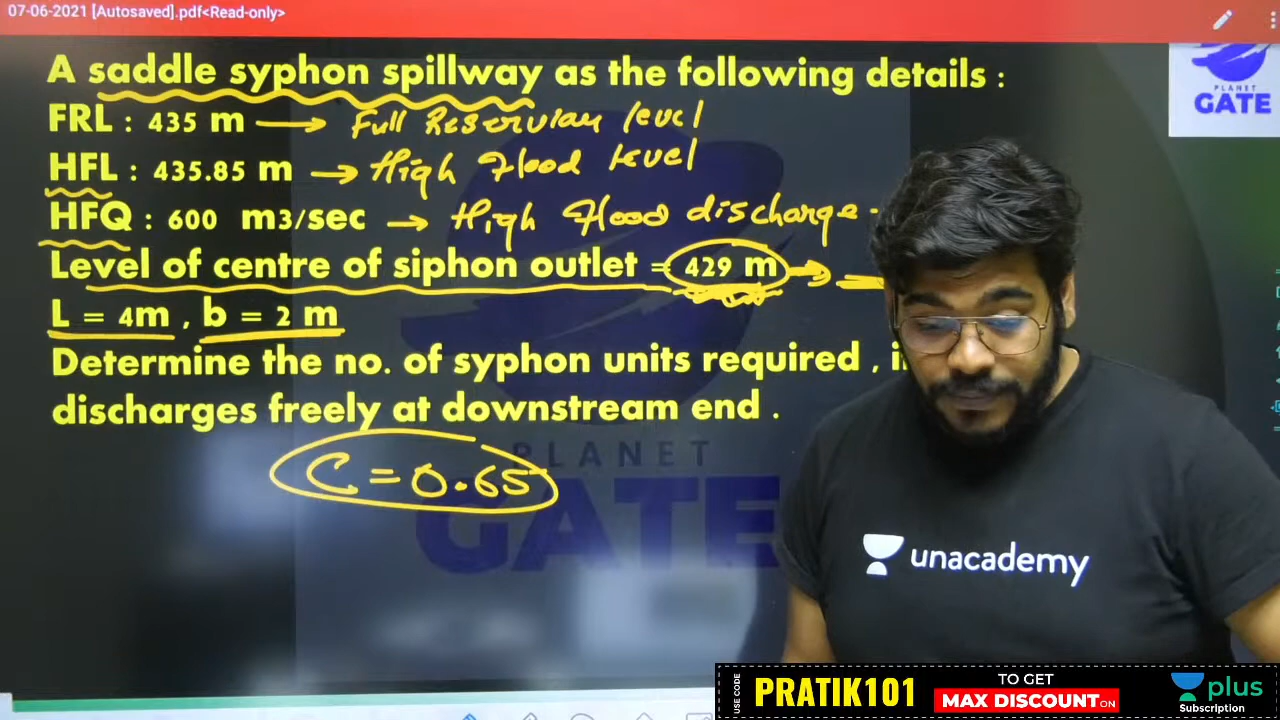 07-06-2021 [Autosaved].pdf<Read-only>
A saddle syphon spillway as the following details :
FRL : 435 m → Full Reservuar level
HFL : 435.85 m → High Flood Level
HFQ : 600 m3/sec → High Flood discharge -
Level of centre of siphon outlet = 429 m →
L = 4m , b = 2 m
Determine the no. of syphon units required , i
discharges freely at downstream end .
C = 0.65
PLANET
GATE
PLANET
GATE
unacademy
USE CODE
PRATIK101
TO GET
MAX DISCOUNT ON
plus
Subscription